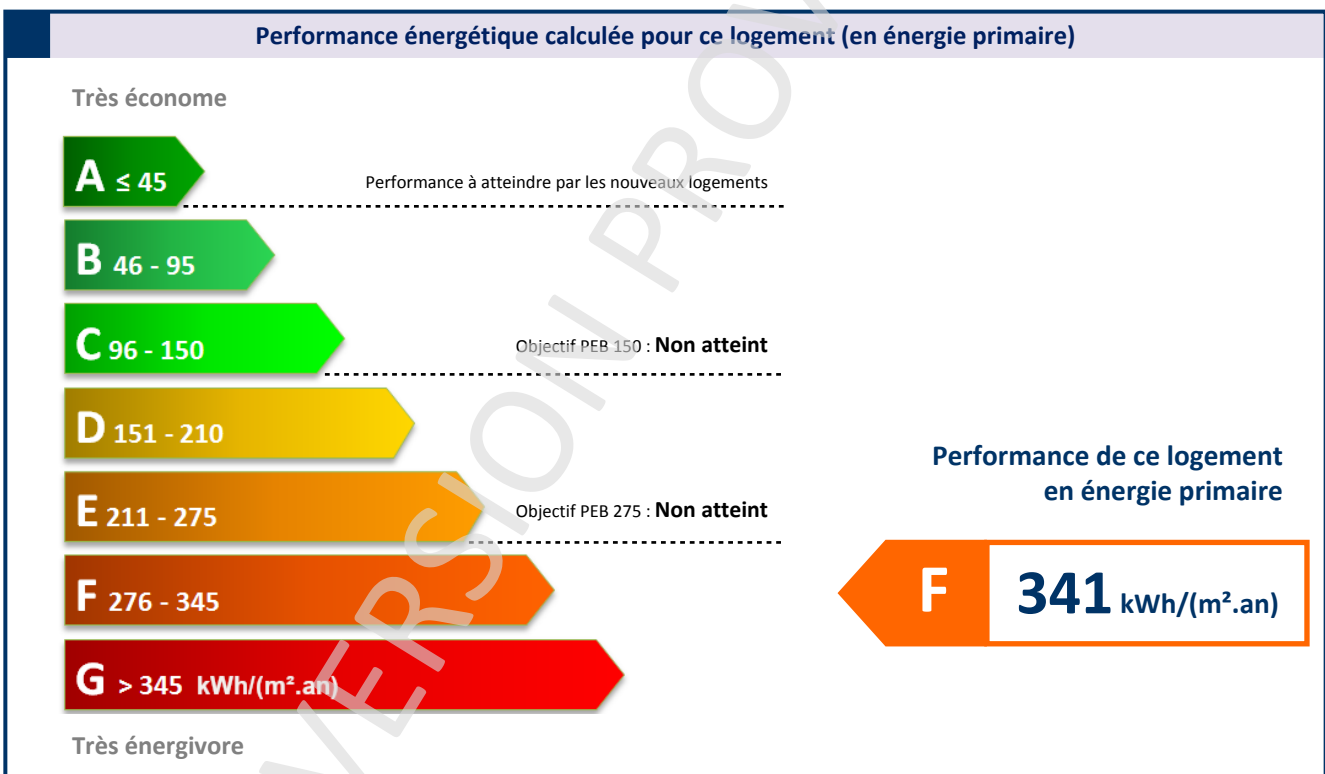 Performance énergétique calculée pour ce logement (en énergie primaire)
Très économe
A ≤ 45
Performance à atteindre par les nouveaux logements
B 46 - 95
C 96 - 150
Objectif PEB 150 : Non atteint
D 151 - 210
Performance de ce logement
en énergie primaire
E 211 - 275
Objectif PEB 275 : Non atteint
F 276 - 345
F 341 kWh/(m².an)
G > 345 kWh/(m².an)
Très énergivore
VERSION PROV